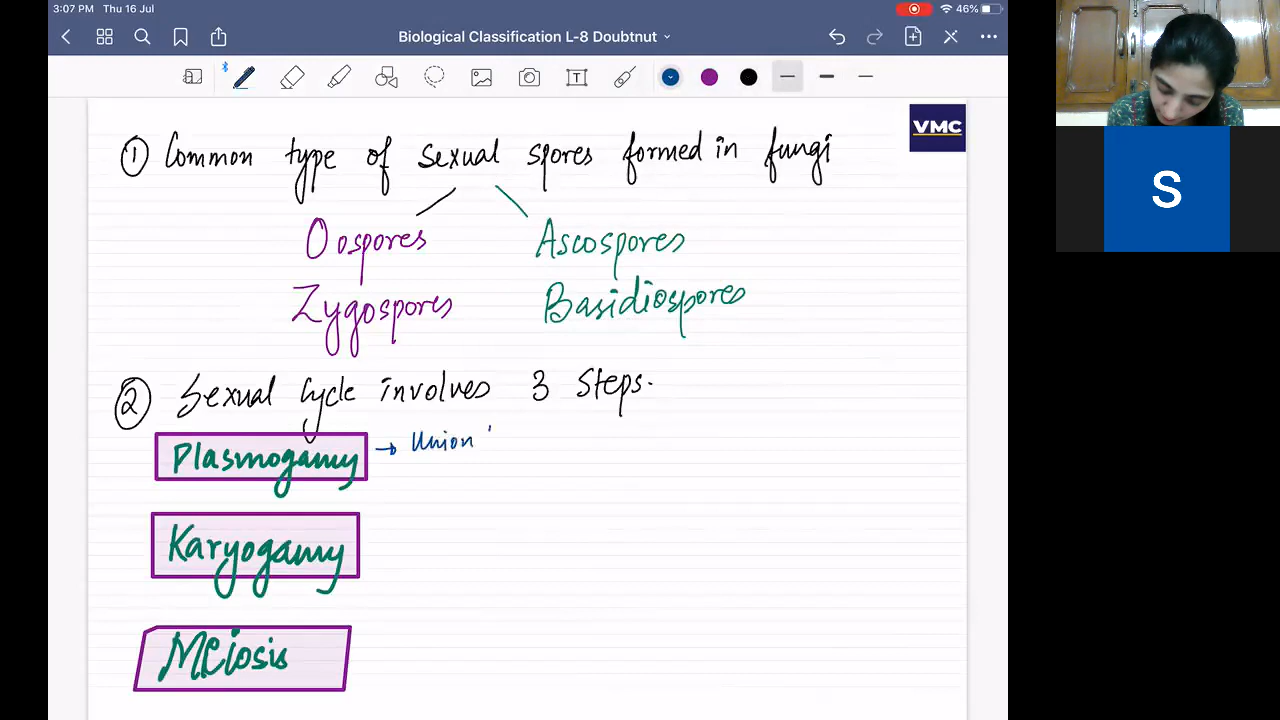 3:07 PM Thu 16 Jul
46%
Biological Classification L-8 Doubtnut
VMC
1 Common type of sexual spores formed in fungi
Oospores Ascospores
Zygospores Basidiospores
2 Sexual Cycle involves 3 Steps.
Plasmogamy → Union
Karyogamy
Meiosis
S